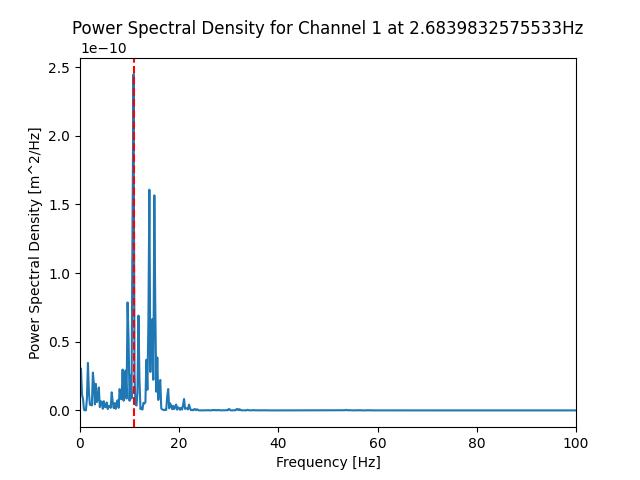 Power Spectral Density for Channel 1 at 2.6839832575533Hz
1e−10
2.5
2.0
1.5
1.0
0.5
0.0
Power Spectral Density [m^2/Hz]
0 20 40 60 80 100
Frequency [Hz]